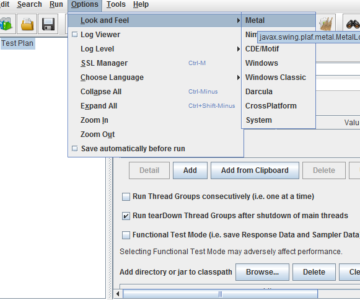 dit Search Run Options Tools Help
Test Plan
Look and Feel
Log Viewer
Log Level
SSL Manager Ctrl-M
Choose Language
Collapse All Ctrl-Minus
Expand All Ctrl+Shift-Minus
Zoom In
Zoom Out
Save automatically before run
Metal
javax.swing.plaf.metal.MetalL
CDE/Motif
Windows
Windows Classic
Darcula
CrossPlatform
System
Value
Detail Add Add from Clipboard Delete
Run Thread Groups consecutively (i.e. one at a time)
Run tearDown Thread Groups after shutdown of main threads
Functional Test Mode (i.e. save Response Data and Sampler Data
Selecting Functional Test Mode may adversely affect performance.
Add directory or jar to classpath Browse... Delete Cle